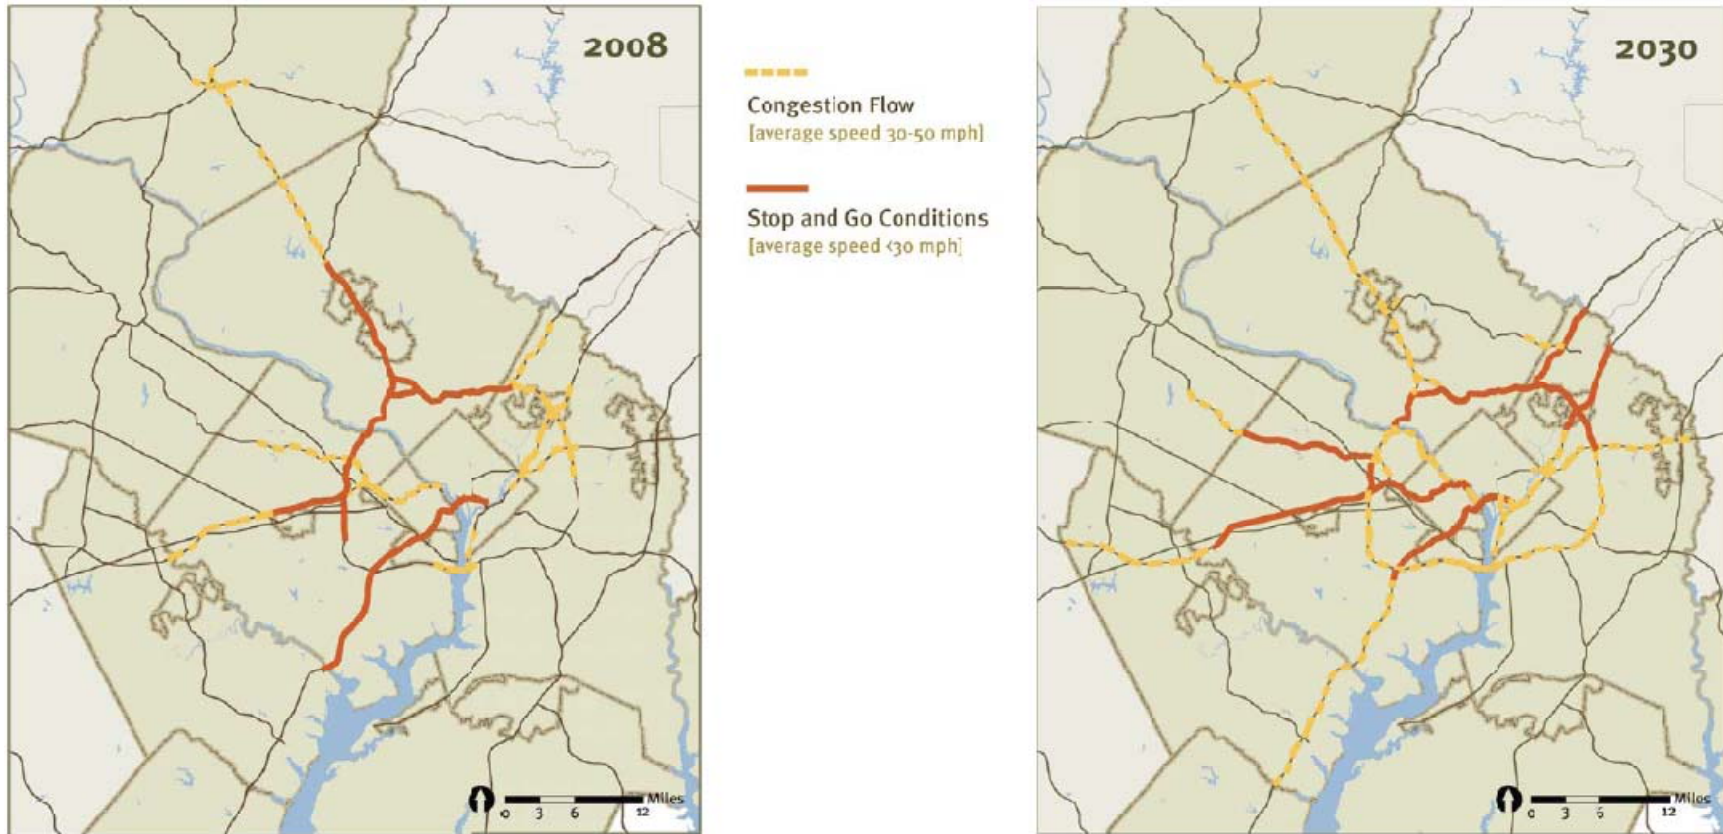 2008
Congestion Flow
[average speed 30-50 mph]
Stop and Go Conditions
[average speed <30 mph]
2030
Miles
0 3 6 12
Miles
0 3 6 12